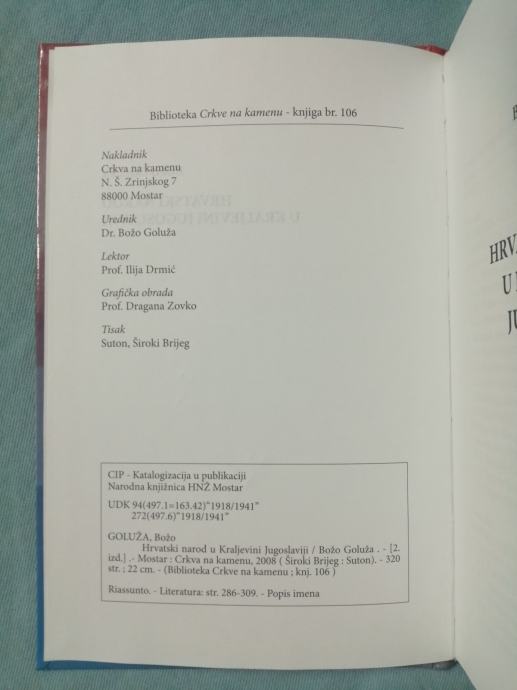 Biblioteka Crkve na kamenu - knjiga br. 106
Nakladnik
Crkva na kamenu
N. Š. Zrinjskog 7
88000 Mostar
Urednik
Dr. Božo Goluža
Lektor
Prof. Ilija Drmić
Grafička obrada
Prof. Dragana Zovko
Tisak
Suton, Široki Brijeg
CIP - Katalogizacija u publikaciji
Narodna knjižnica HNŽ Mostar
UDK 94(497.1=163.42)“1918/1941”
272(497.6)“1918/1941”
GOLUŽA, Božo
Hrvatski narod u Kraljevini Jugoslaviji / Božo Goluža . - [2.
izd.] .- Mostar : Crkva na kamenu, 2008 ( Široki Brijeg : Suton). - 320
str. ; 22 cm. - (Biblioteka Crkve na kamenu ; knj. 106 )
Riassunto. - Literatura: str. 286-309. - Popis imena